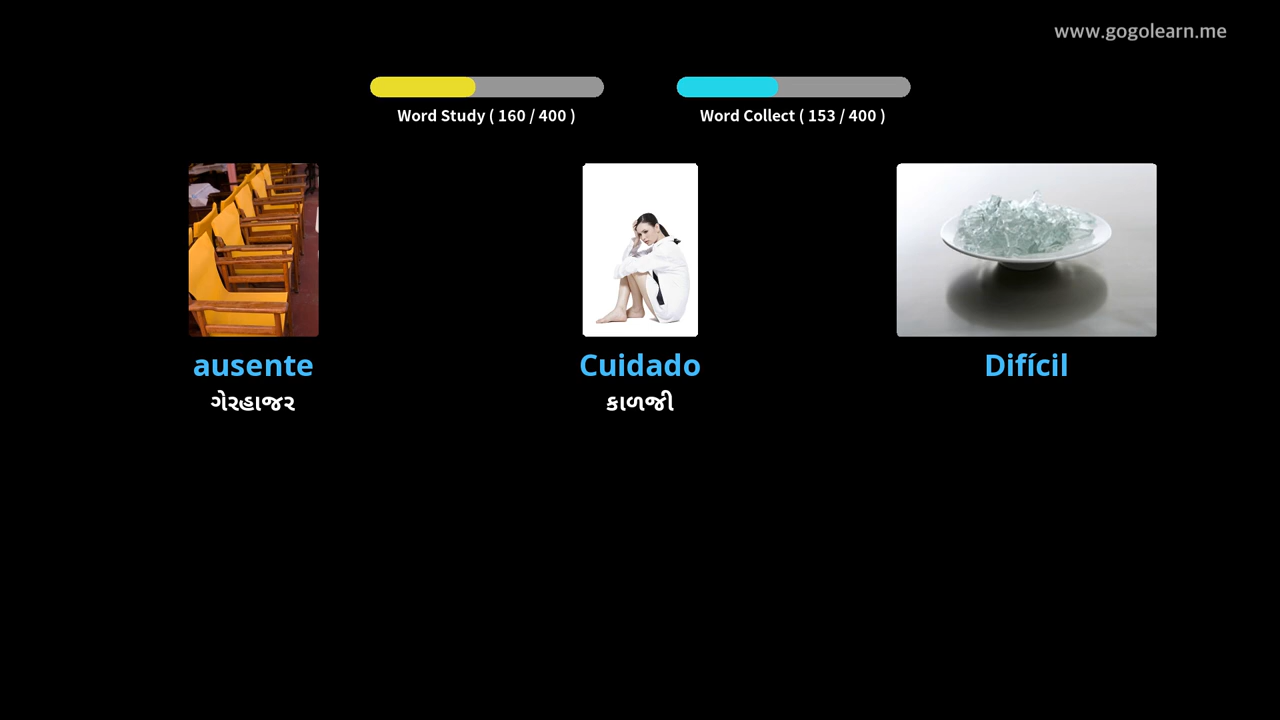 www.gogolearn.me
Word Study ( 160 / 400 )
Word Collect ( 153 / 400 )
ausente
Cuidado
Difícil
ગેરહાજર
કાળજી